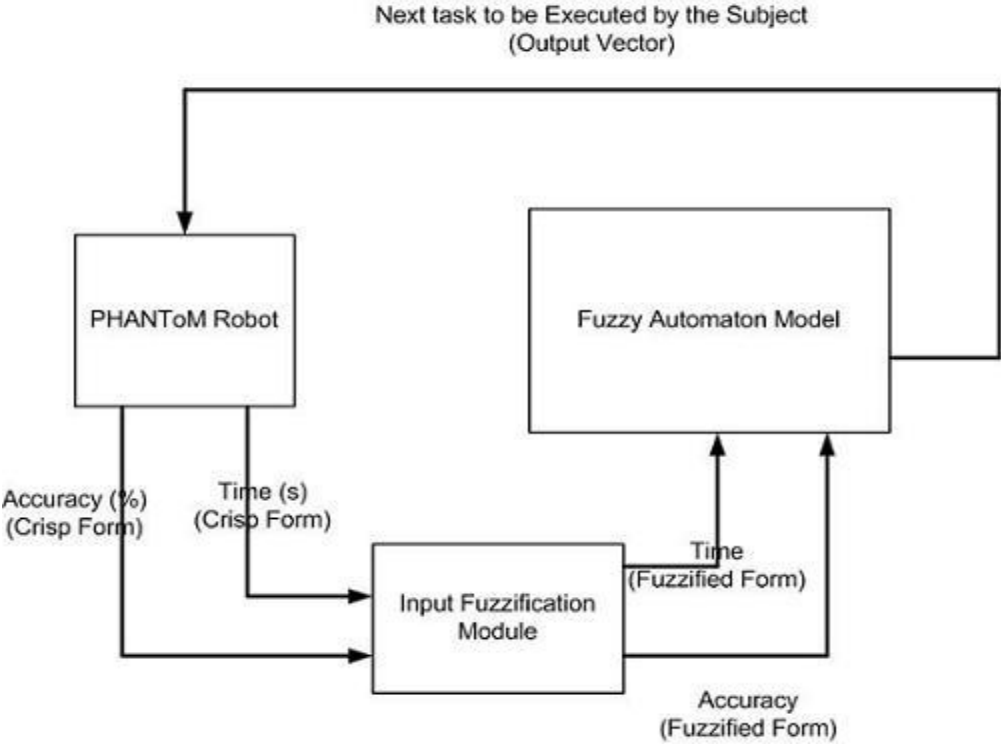 Next task to be Executed by the Subject
(Output Vector)
PHANToM Robot
Fuzzy Automaton Model
Accuracy (%)
(Crisp Form)
Time (s)
(Crisp Form)
Input Fuzzification
Module
Time
(Fuzzified Form)
Accuracy
(Fuzzified Form)